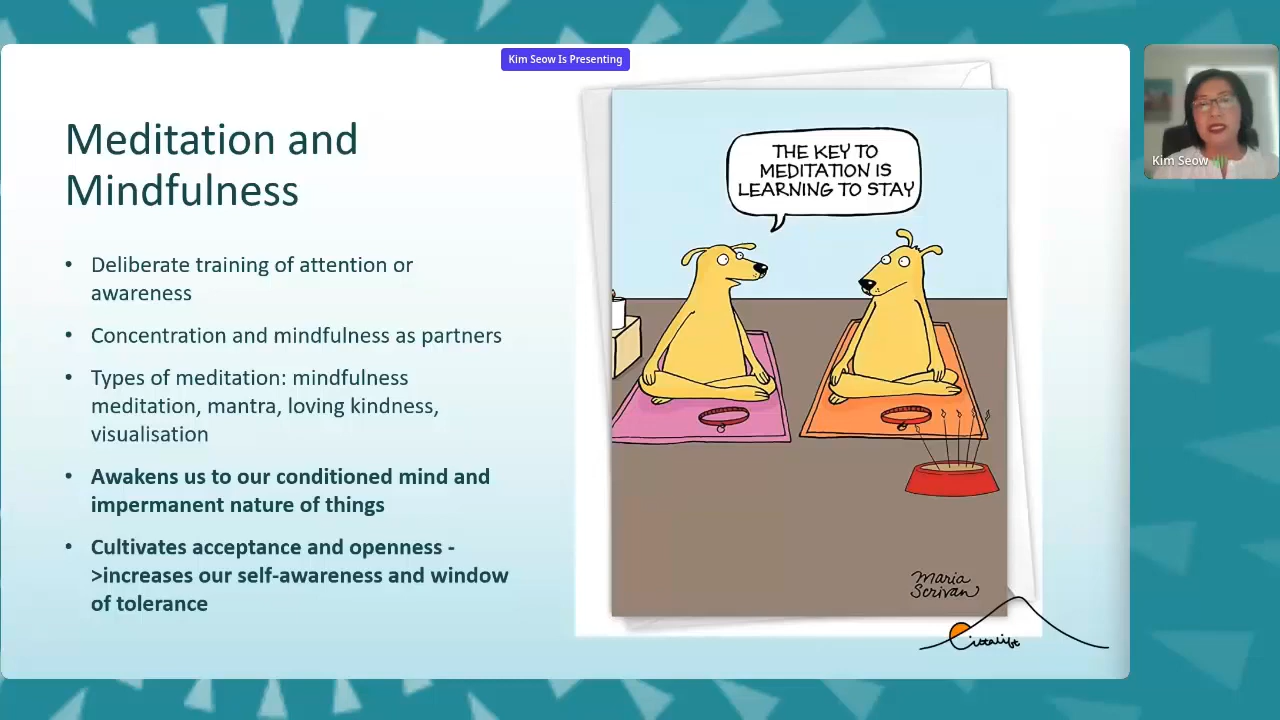 Kim Seow Is Presenting
Meditation and
Mindfulness
• Deliberate training of attention or
awareness
• Concentration and mindfulness as partners
• Types of meditation: mindfulness
meditation, mantra, loving kindness,
visualisation
• Awakens us to our conditioned mind and
impermanent nature of things
• Cultivates acceptance and openness -
>increases our self-awareness and window
of tolerance
THE KEY TO
MEDITATION IS
LEARNING TO STAY
Maria
Scrivan
Cittalift
Kim Seow